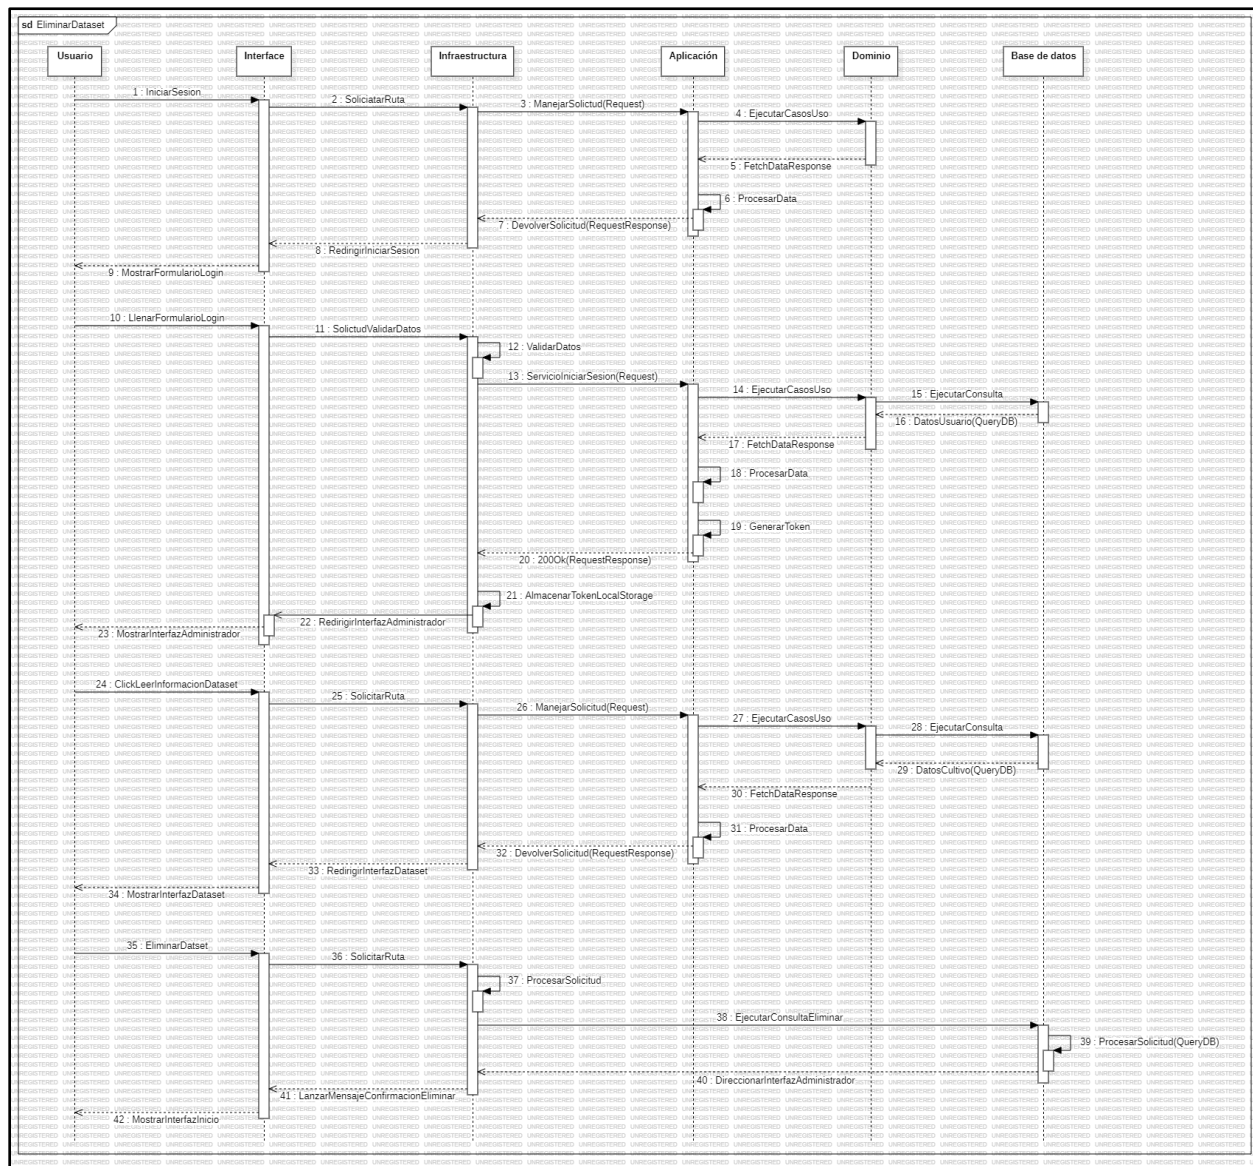 sd EliminarDataset
Usuario
Interface
Infraestructura
Aplicación
Dominio
Base de datos
1 : IniciarSesion
2 : SoliciatarRuta
3 : ManejarSolictud(Request)
4 : EjecutarCasosUso
5 : FetchDataResponse
6 : ProcesarData
7 : DevolverSolicitud(RequestResponse)
8 : RedirigirIniciarSesion
9 : MostrarFormularioLogin
10 : LlenarFormularioLogin
11 : SolictudValidarDatos
12 : ValidarDatos
13 : ServicioIniciarSesion(Request)
14 : EjecutarCasosUso
15 : EjecutarConsulta
16 : DatosUsuario(QueryDB)
17 : FetchDataResponse
18 : ProcesarData
19 : GenerarToken
20 : 200Ok(RequestResponse)
21 : AlmacenarTokenLocalStorage
22 : RedirigirInterfazAdministrador
23 : MostrarInterfazAdministrador
24 : ClickLeerInformacionDataset
25 : SolicitarRuta
26 : ManejarSolicitud(Request)
27 : EjecutarCasosUso
28 : EjecutarConsulta
29 : DatosCultivo(QueryDB)
30 : FetchDataResponse
31 : ProcesarData
32 : DevolverSolicitud(RequestResponse)
33 : RedirigirInterfazDataset
34 : MostrarInterfazDataset
35 : EliminarDatset
36 : SolicitarRuta
37 : ProcesarSolicitud
38 : EjecutarConsultaEliminar
39 : ProcesarSolicitud(QueryDB)
40 : DireccionarInterfazAdministrador
41 : LanzarMensajeConfirmacionEliminar
42 : MostrarInterfazInicio
UNREGISTERED